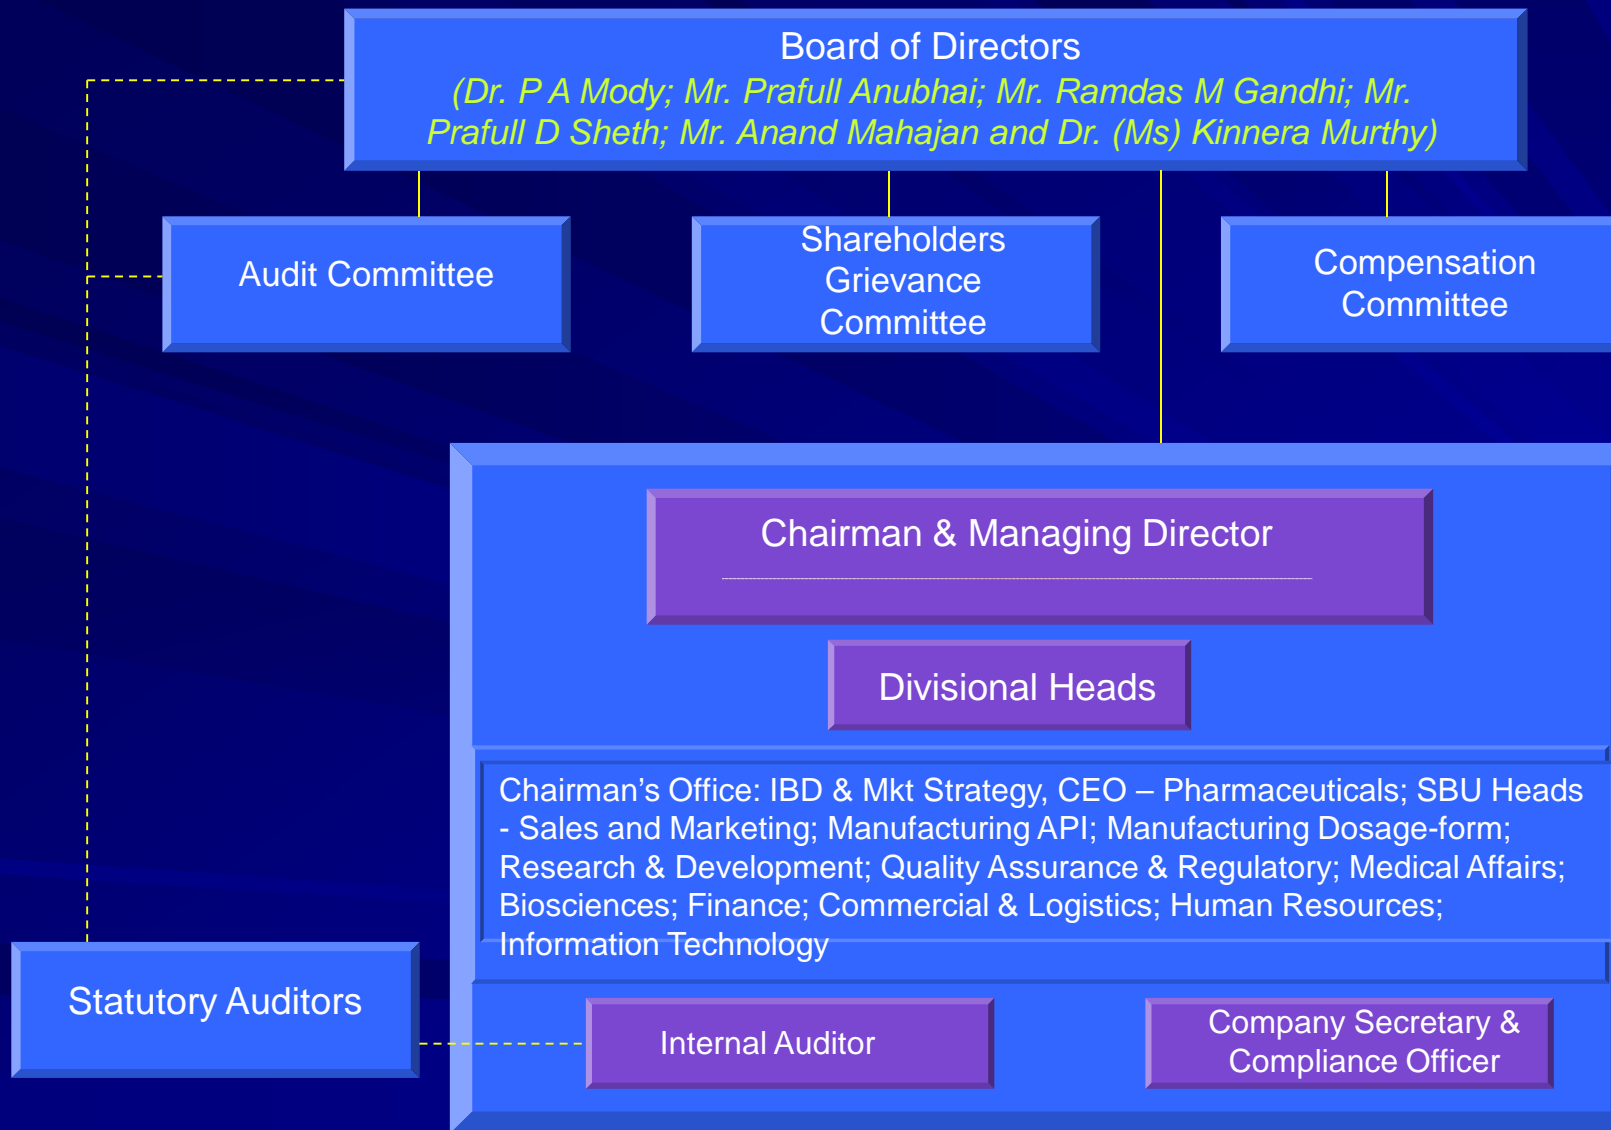 Board of Directors
(Dr. P A Mody; Mr. Prafull Anubhai; Mr. Ramdas M Gandhi; Mr.
Prafull D Sheth; Mr. Anand Mahajan and Dr. (Ms) Kinnera Murthy)
Audit Committee
Shareholders
Grievance
Committee
Compensation
Committee
Chairman & Managing Director
Divisional Heads
Chairman’s Office: IBD & Mkt Strategy, CEO – Pharmaceuticals; SBU Heads
- Sales and Marketing; Manufacturing API; Manufacturing Dosage-form;
Research & Development; Quality Assurance & Regulatory; Medical Affairs;
Biosciences; Finance; Commercial & Logistics; Human Resources;
Information Technology
Statutory Auditors
Internal Auditor
Company Secretary &
Compliance Officer